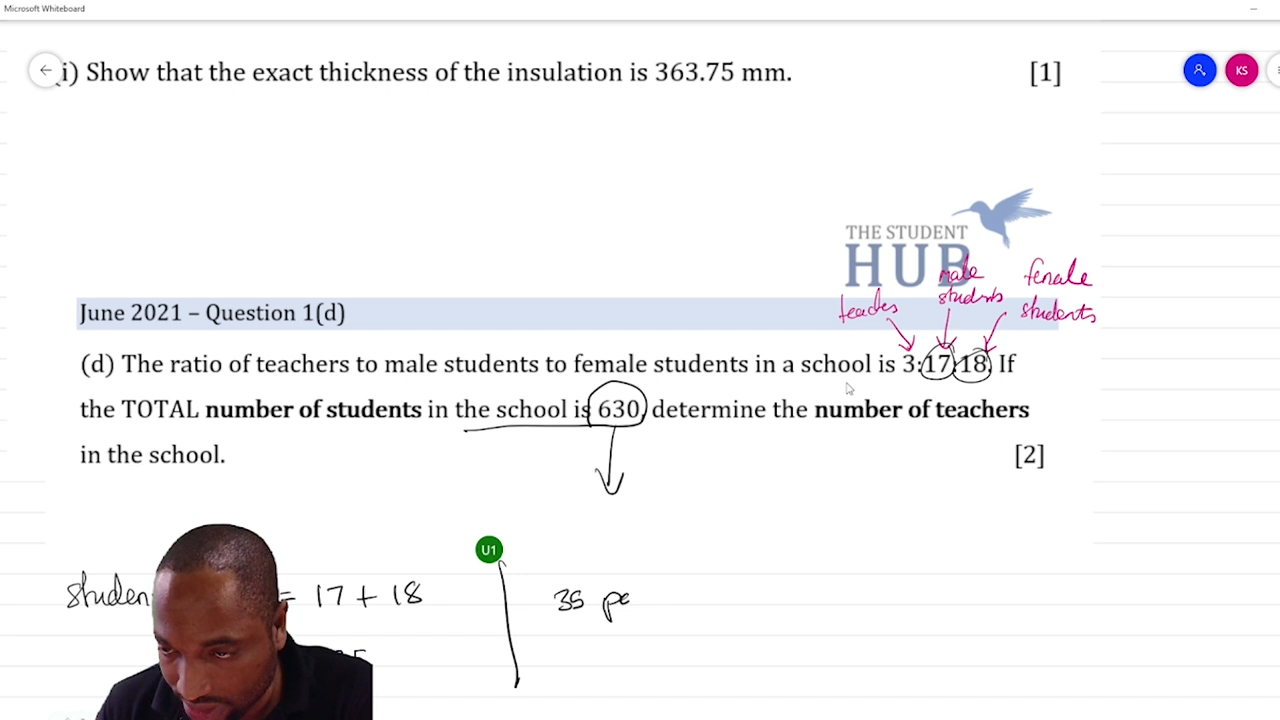 Microsoft Whiteboard
i) Show that the exact thickness of the insulation is 363.75 mm. [1]
KS
THE STUDENT
HUB
male students
female students
June 2021 – Question 1(d)
(d) The ratio of teachers to male students to female students in a school is 3:17:18. If
the TOTAL number of students in the school is 630, determine the number of teachers
in the school. [2]
U1
= 17 + 18
35